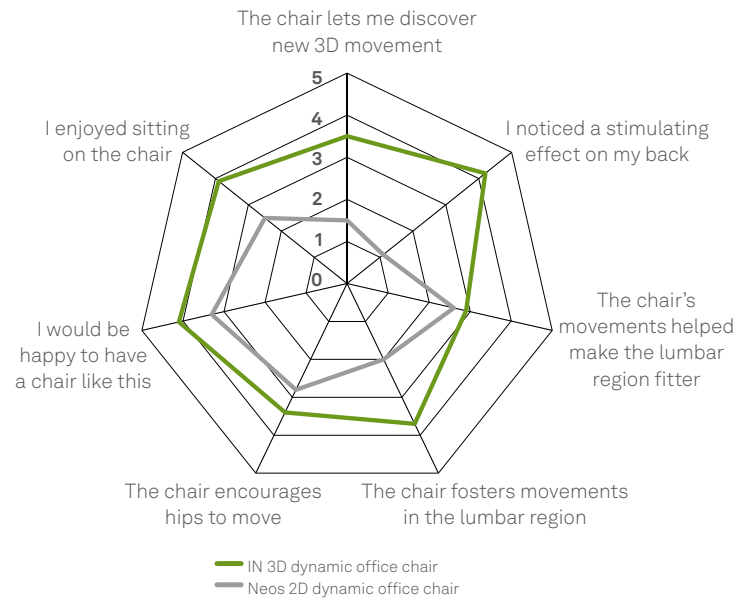 The chair lets me discover
new 3D movement
5
4
3
2
1
0
I enjoyed sitting
on the chair
I noticed a stimulating
effect on my back
The chair’s
movements helped
make the lumbar
region fitter
I would be
happy to have
a chair like this
The chair encourages
hips to move
The chair fosters movements
in the lumbar region
IN 3D dynamic office chair
Neos 2D dynamic office chair